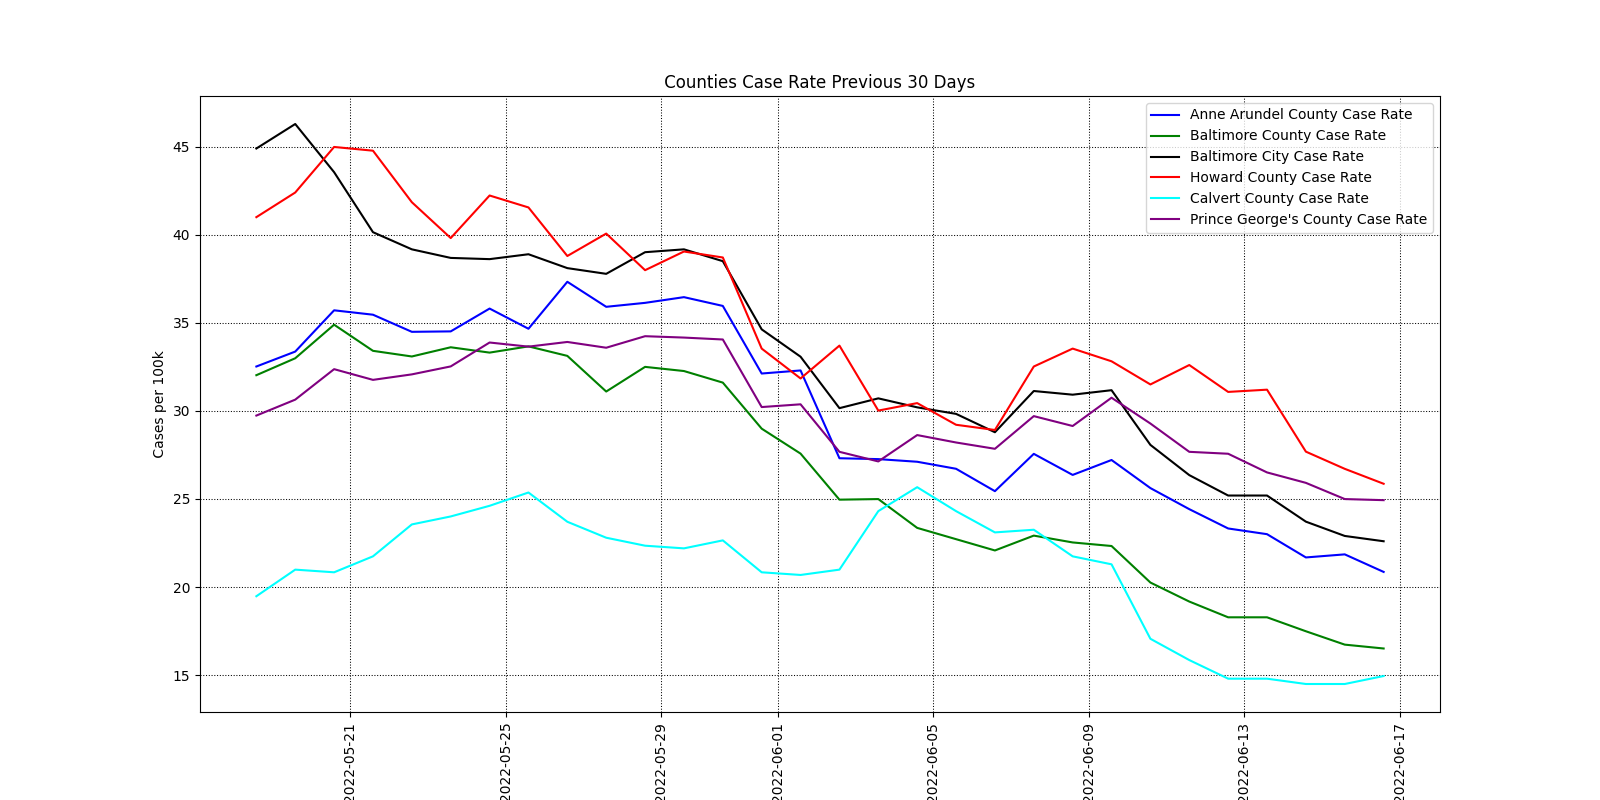 Counties Case Rate Previous 30 Days
Anne Arundel County Case Rate
Baltimore County Case Rate
Baltimore City Case Rate
Howard County Case Rate
Calvert County Case Rate
Prince George's County Case Rate
Cases per 100k
45
40
35
30
25
20
15
2022-05-21
2022-05-25
2022-05-29
2022-06-01
2022-06-05
2022-06-09
2022-06-13
2022-06-17